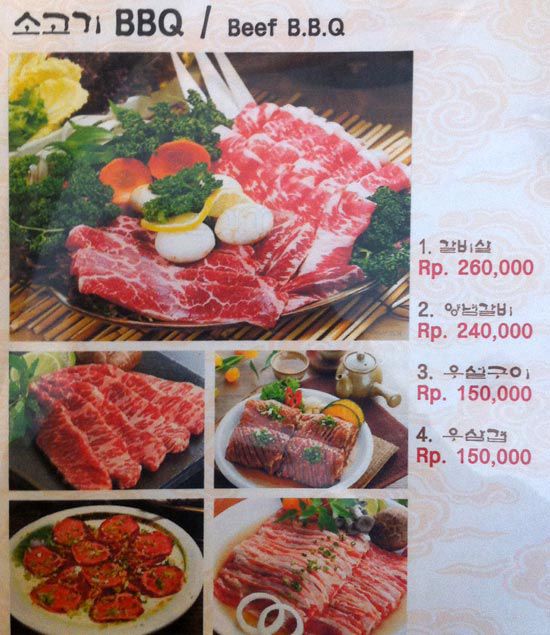 소고기 BBQ / Beef B.B.Q
1. 갈비살
Rp. 260,000
2. 양념갈비
Rp. 240,000
3. 우설구이
Rp. 150,000
4. 우삼겹
Rp. 150,000